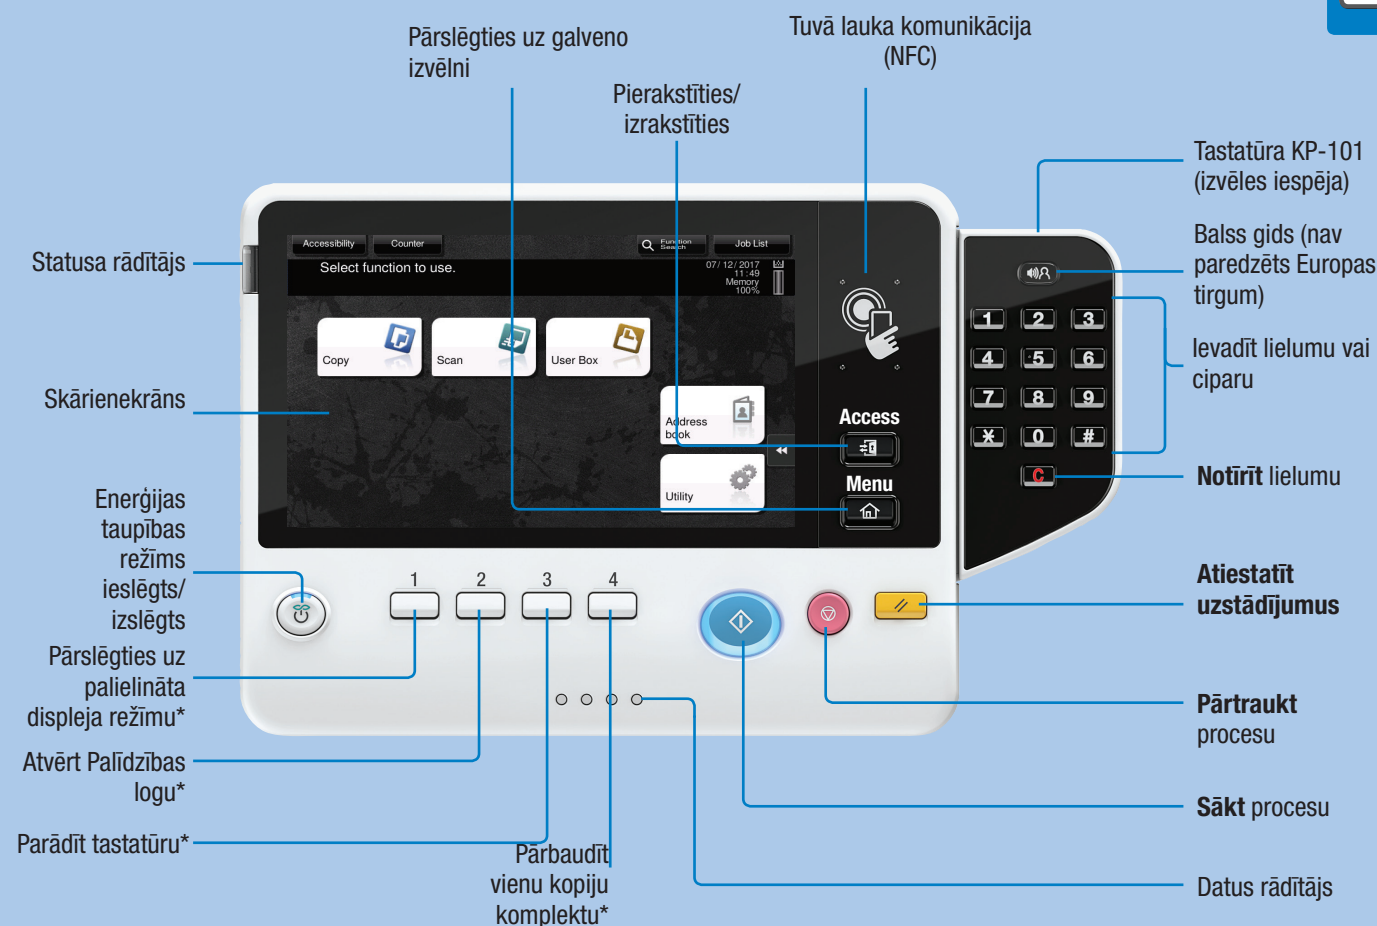 Pārslēgties uz galveno
izvēlni
Tuvā lauka komunikācija
(NFC)
Pierakstīties/
izrakstīties
Tastatūra KP-101
(izvēles iespēja)
Balss gids (nav
paredzēts Europas
tirgum)
Ievadīt lielumu vai
ciparu
Notīrīt lielumu
Atiestatīt
uzstādījumus
Pārtraukt
procesu
Sākt procesu
Datus rādītājs
Statusa rādītājs
Skārienekrāns
Enerģijas
taupības
režīms
ieslēgts/
izslēgts
Pārslēgties uz
palielināta
displeja režīmu*
Atvērt Palīdzības
logu*
Parādīt tastatūru*
Pārbaudīt
vienu kopiju
komplektu*
Accessibility
Counter
Function
Search
Job List
Select function to use.
07/12/2017
11:49
Memory
100%
Copy
Scan
User Box
Address
book
Utility
Access
Menu
1 2 3
4 5 6
7 8 9
* 0 #
C
1 2 3 4